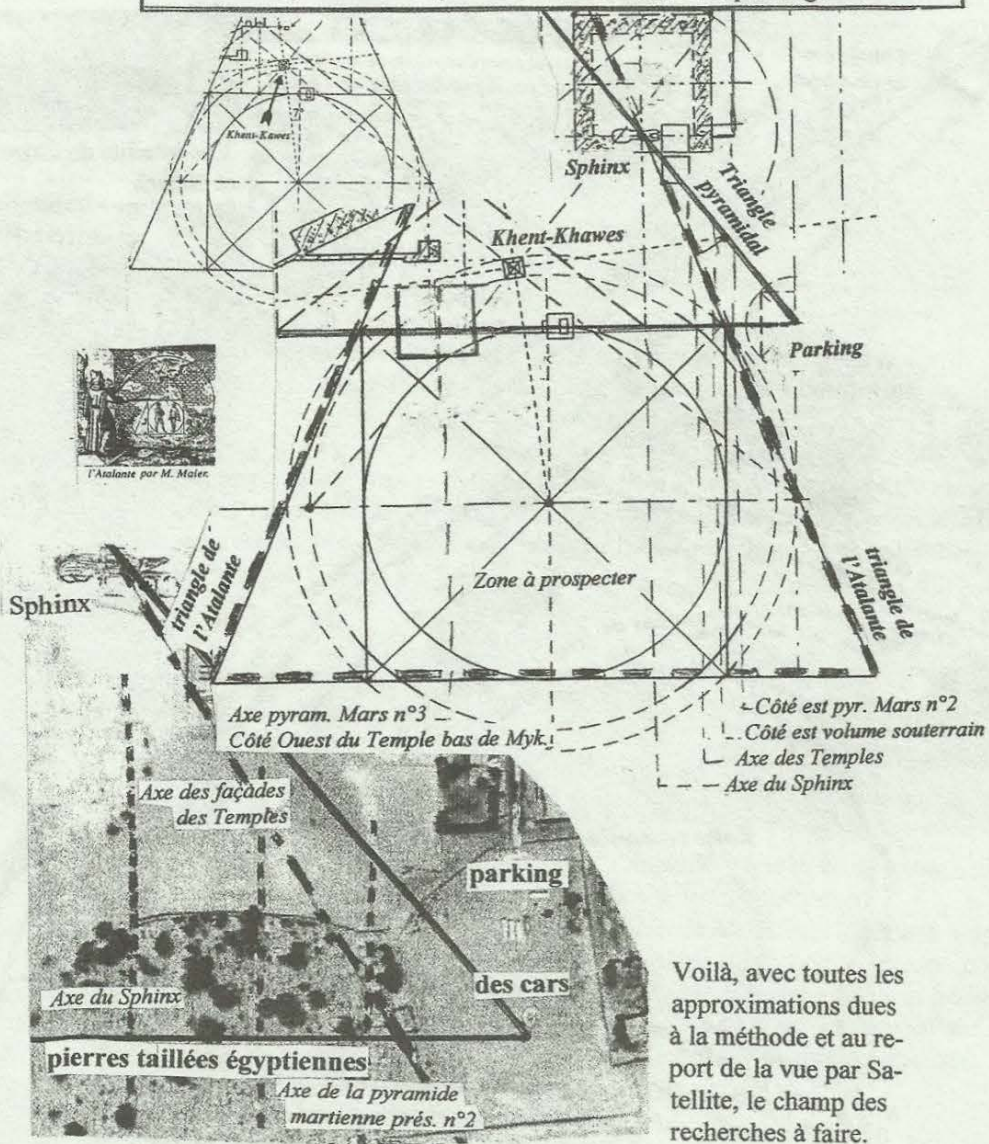 Khent-Kawes
Sphinx
Triangle
pyramidal
Khent-Khawes
Parking
l'Atalante par M. Maier.
Zone à prospecter
triangle de
l'Atalante
triangle de
l'Atalante
Sphinx
Axe pyram. Mars n°3
Côté Ouest du Temple bas de Myk.
Côté est pyr. Mars n°2
Côté est volume souterrain
Axe des Temples
Axe du Sphinx
Axe des façades
des Temples
parking
des cars
Axe du Sphinx
pierres taillées égyptiennes
Axe de la pyramide
martienne prés. n°2
Voilà, avec toutes les
approximations dues
à la méthode et au re-
port de la vue par Sa-
tellite, le champ des
recherches à faire.